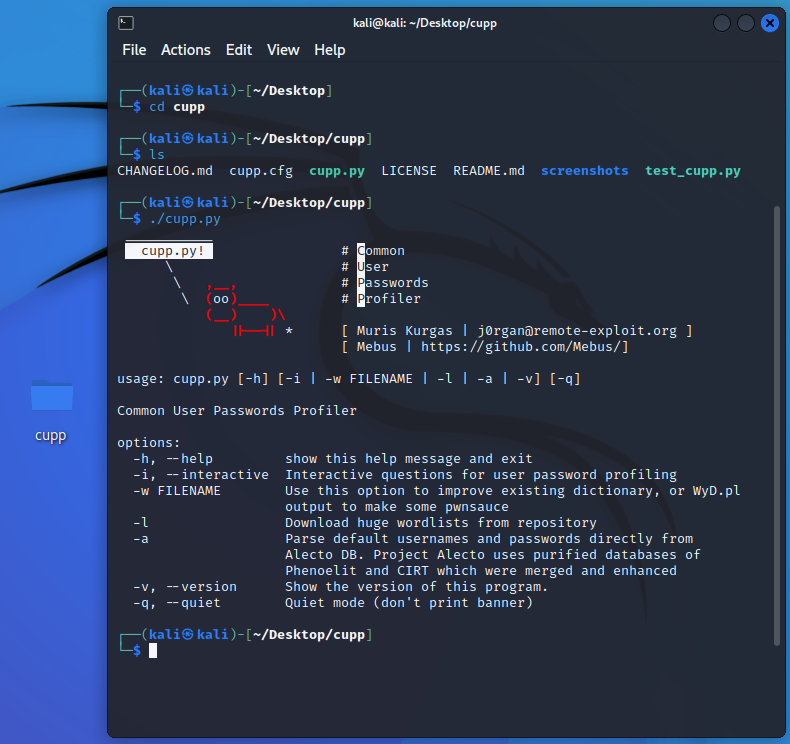 kali@kali: ~/Desktop/cupp
File Actions Edit View Help
┌──(kali㉿kali)-[~/Desktop]
└─$ cd cupp
┌──(kali㉿kali)-[~/Desktop/cupp]
└─$ ls
CHANGELOG.md cupp.cfg cupp.py LICENSE README.md screenshots test_cupp.py
┌──(kali㉿kali)-[~/Desktop/cupp]
└─$ ./cupp.py
cupp.py! # Common
\ # User
\ ,__, # Passwords
\ (oo)____ # Profiler
(__) )\
||--|| * [ Muris Kurgas | j0rgan@remote-exploit.org ]
[ Mebus | https://github.com/Mebus/]
usage: cupp.py [-h] [-i | -w FILENAME | -l | -a | -v] [-q]
Common User Passwords Profiler
options:
-h, --help show this help message and exit
-i, --interactive Interactive questions for user password profiling
-w FILENAME Use this option to improve existing dictionary, or WyD.pl
output to make some pwnsauce
-l Download huge wordlists from repository
-a Parse default usernames and passwords directly from
Alecto DB. Project Alecto uses purified databases of
Phenoelit and CIRT which were merged and enhanced
-v, --version Show the version of this program.
-q, --quiet Quiet mode (don't print banner)
┌──(kali㉿kali)-[~/Desktop/cupp]
└─$
cupp